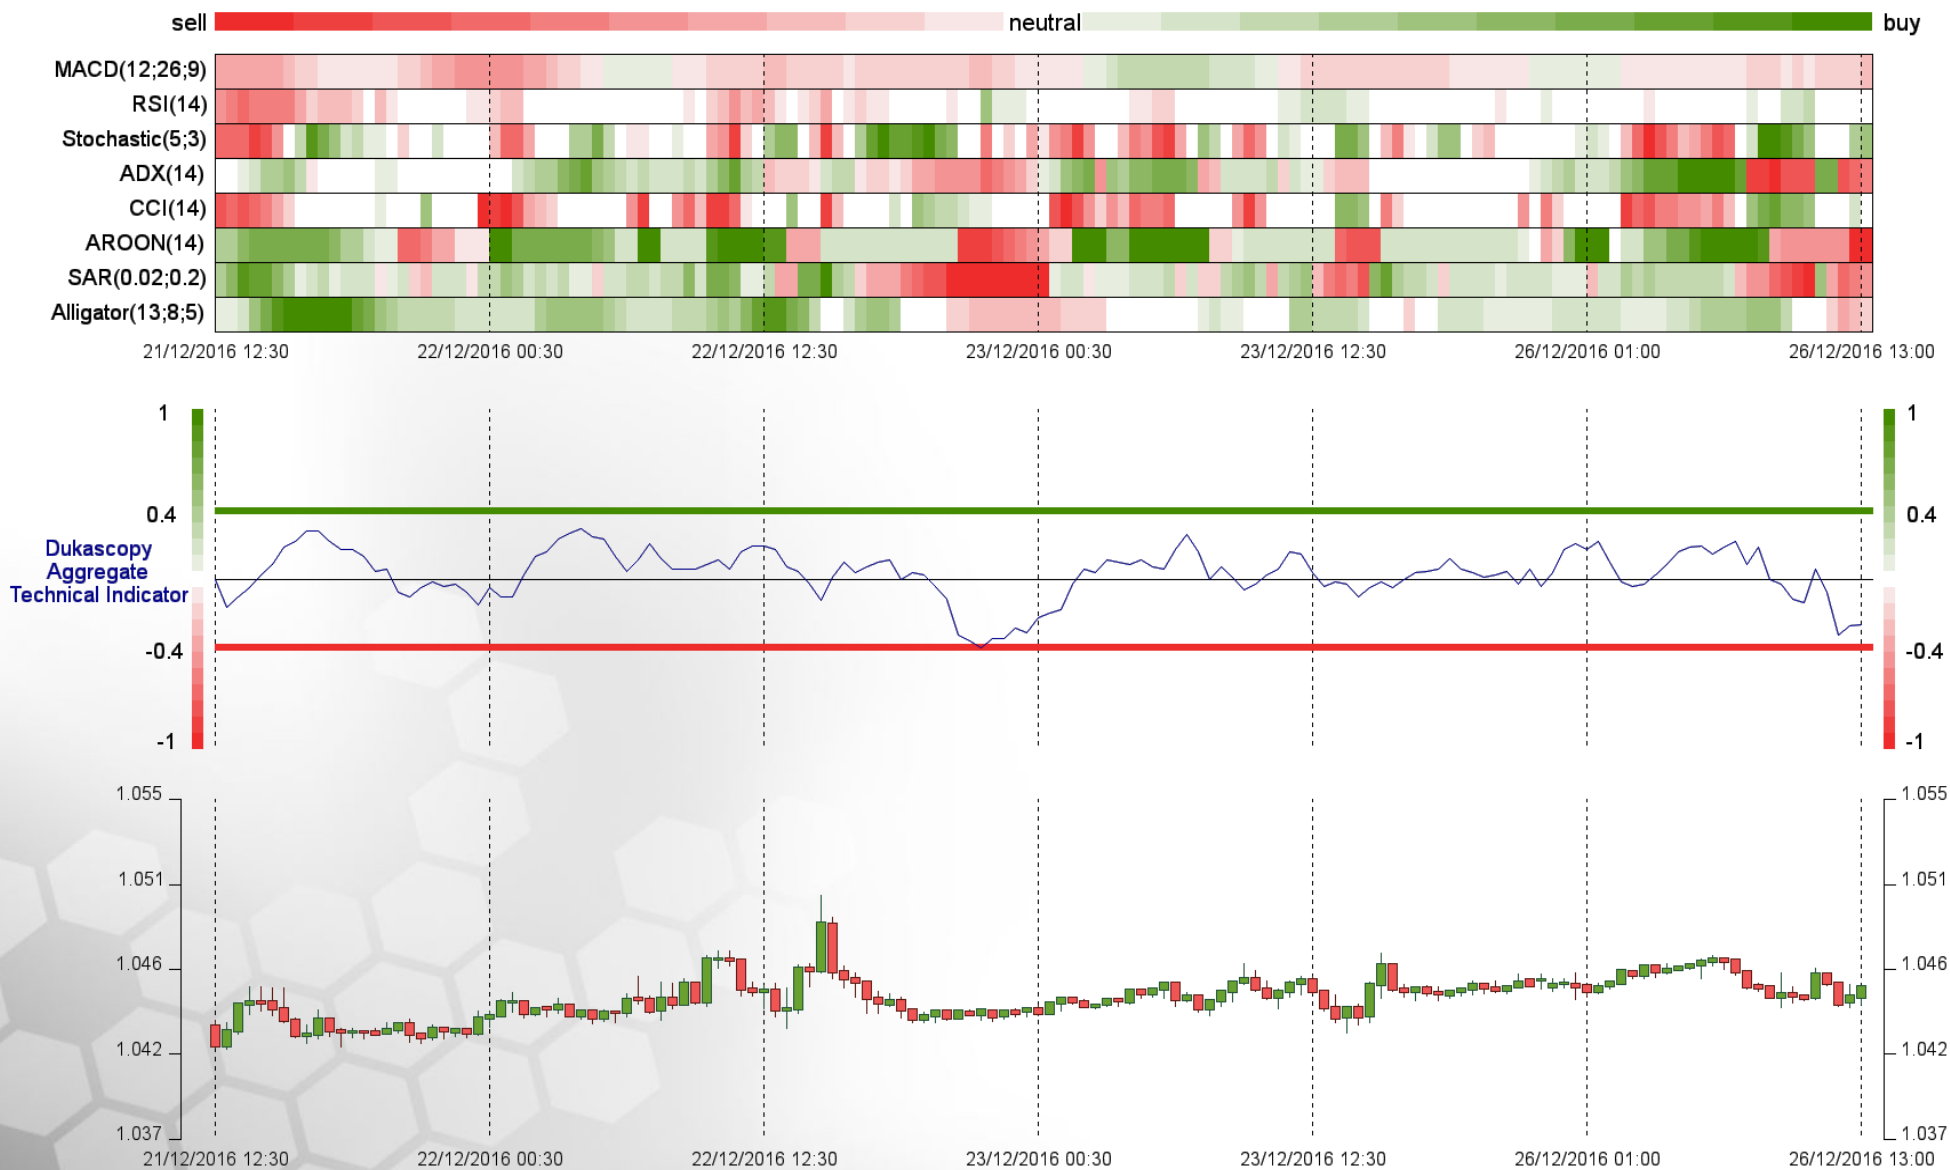 sell neutral buy
MACD(12;26;9)
RSI(14)
Stochastic(5;3)
ADX(14)
CCI(14)
AROON(14)
SAR(0.02;0.2)
Alligator(13;8;5)
21/12/2016 12:30 22/12/2016 00:30 22/12/2016 12:30 23/12/2016 00:30 23/12/2016 12:30 26/12/2016 01:00 26/12/2016 13:00
1 1
0.4 0.4
Dukascopy
Aggregate
Technical Indicator
-0.4 -0.4
-1 -1
1.055 1.055
1.051 1.051
1.046 1.046
1.042 1.042
1.037 1.037
21/12/2016 12:30 22/12/2016 00:30 22/12/2016 12:30 23/12/2016 00:30 23/12/2016 12:30 26/12/2016 01:00 26/12/2016 13:00